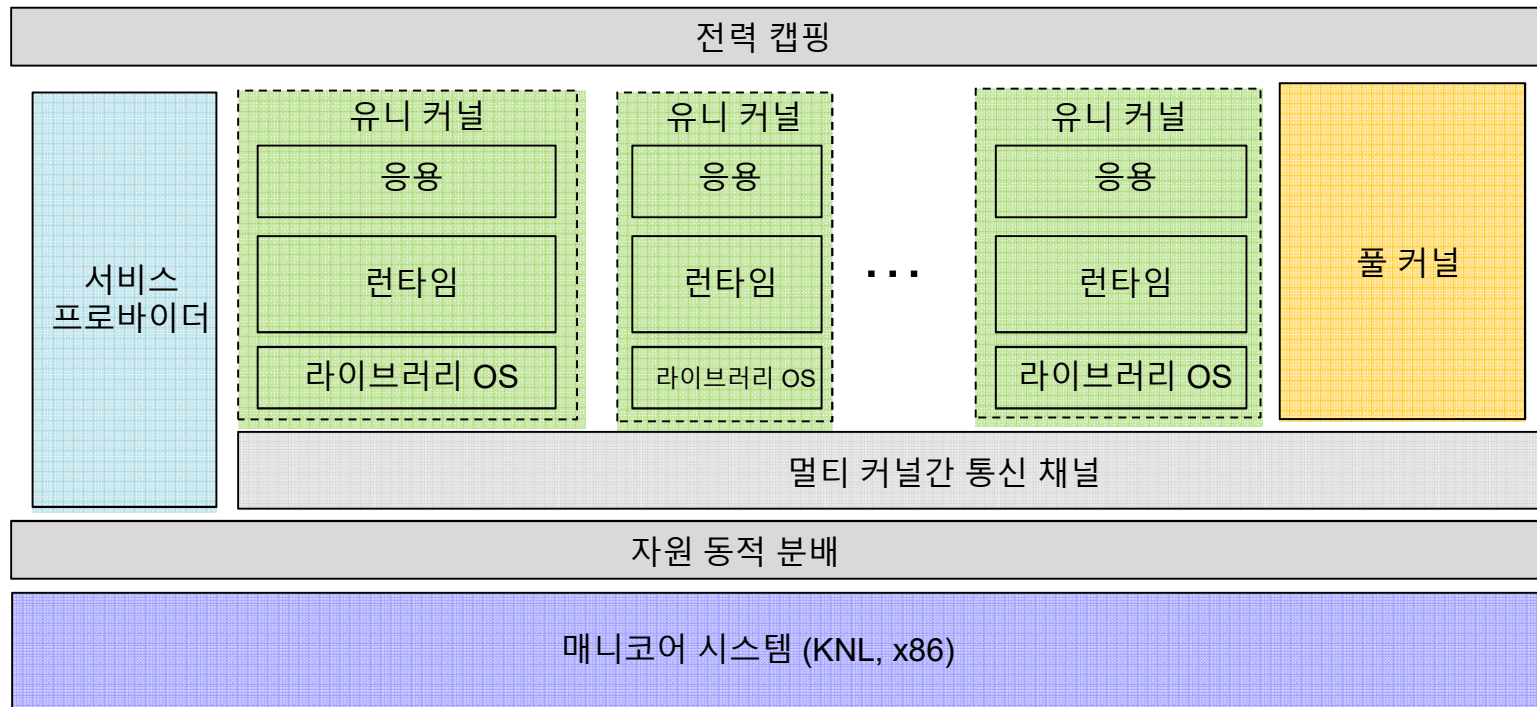 전력 캡핑
서비스
프로바이더
유니 커널
응용
런타임
라이브러리 OS
유니 커널
응용
런타임
라이브러리 OS
...
유니 커널
응용
런타임
라이브러리 OS
풀 커널
멀티 커널간 통신 채널
자원 동적 분배
매니코어 시스템 (KNL, x86)